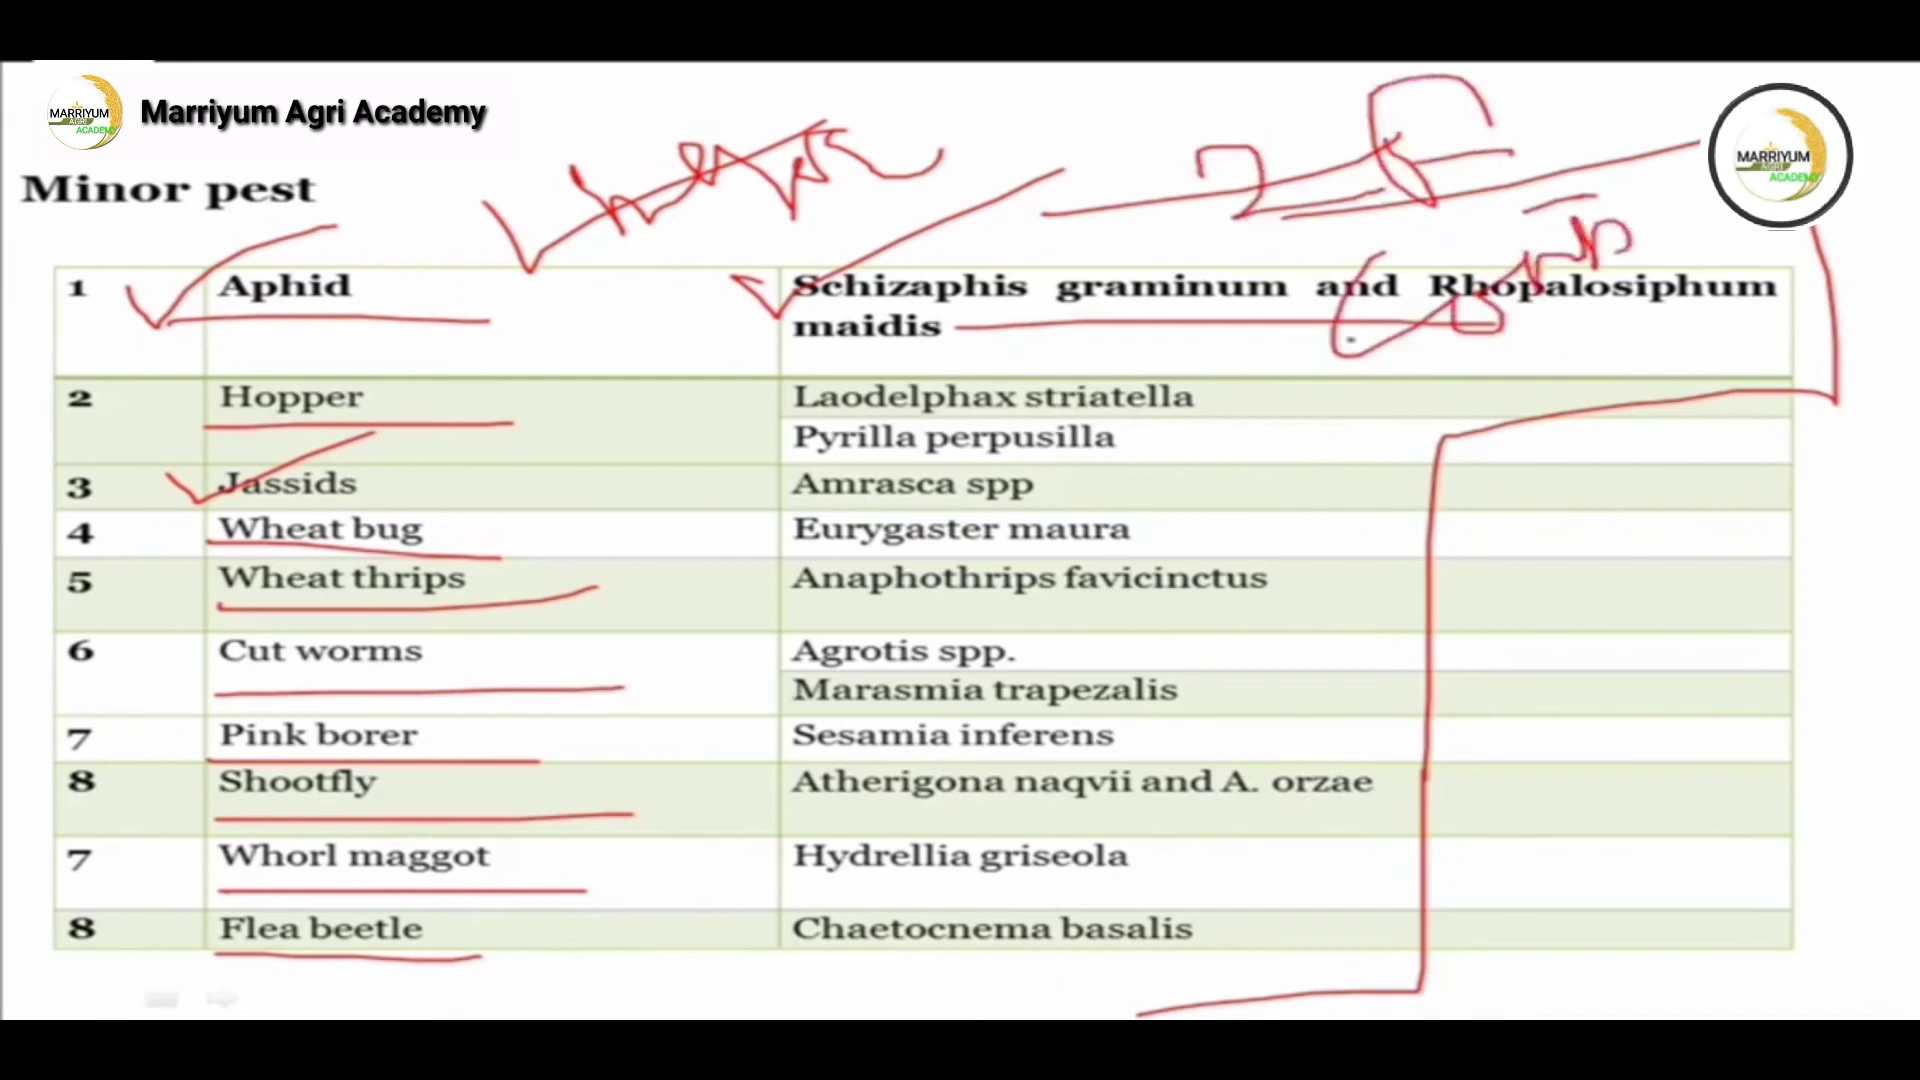 MARRIYUM
AGRI
ACADEMY
Marriyum Agri Academy
MARRIYUM
AGRI
ACADEMY
Minor pest
1 Aphid Schizaphis graminum and Rhopalosiphum
maidis
2 Hopper Laodelphax striatella
Pyrilla perpusilla
3 Jassids Amrasca spp
4 Wheat bug Eurygaster maura
5 Wheat thrips Anaphothrips favicinctus
6 Cut worms Agrotis spp.
Marasmia trapezalis
7 Pink borer Sesamia inferens
8 Shootfly Atherigona naqvii and A. orzae
7 Whorl maggot Hydrellia griseola
8 Flea beetle Chaetocnema basalis